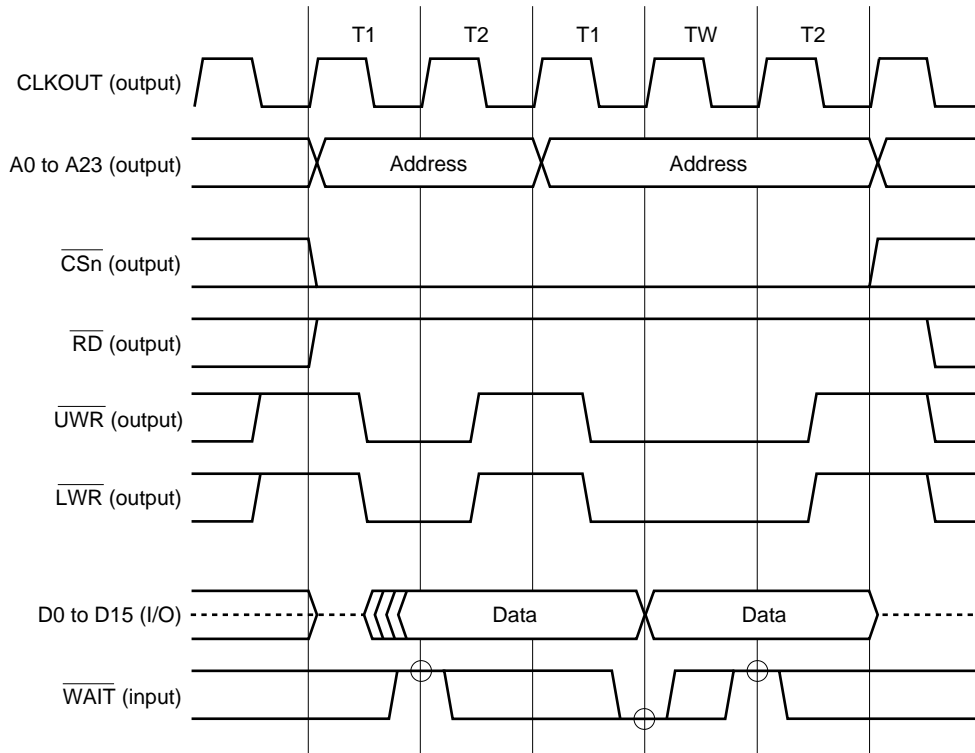 T1 T2 T1 TW T2
CLKOUT (output)
A0 to A23 (output) Address Address
CSn (output)
RD (output)
UWR (output)
LWR (output)
D0 to D15 (I/O) Data Data
WAIT (input)